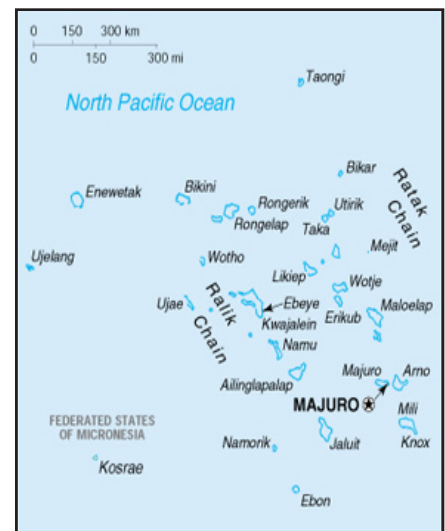 0 150 300 km
0 150 300 mi
Taongi
North Pacific Ocean
Bikar
Ratak
Chain
Enewetak
Bikini
Rongerik
Utirik
Rongelap
Taka
Mejit
Ujelang
Wotho
Likiep
Wotje
Ujae
Ralik
Chain
Ebeye
Erikub
Maloelap
Kwajalein
Namu
Ailinglapalap
Majuro
Arno
MAJURO
Mili
FEDERATED STATES
OF MICRONESIA
Namorik
Jaluit
Knox
Kosrae
Ebon